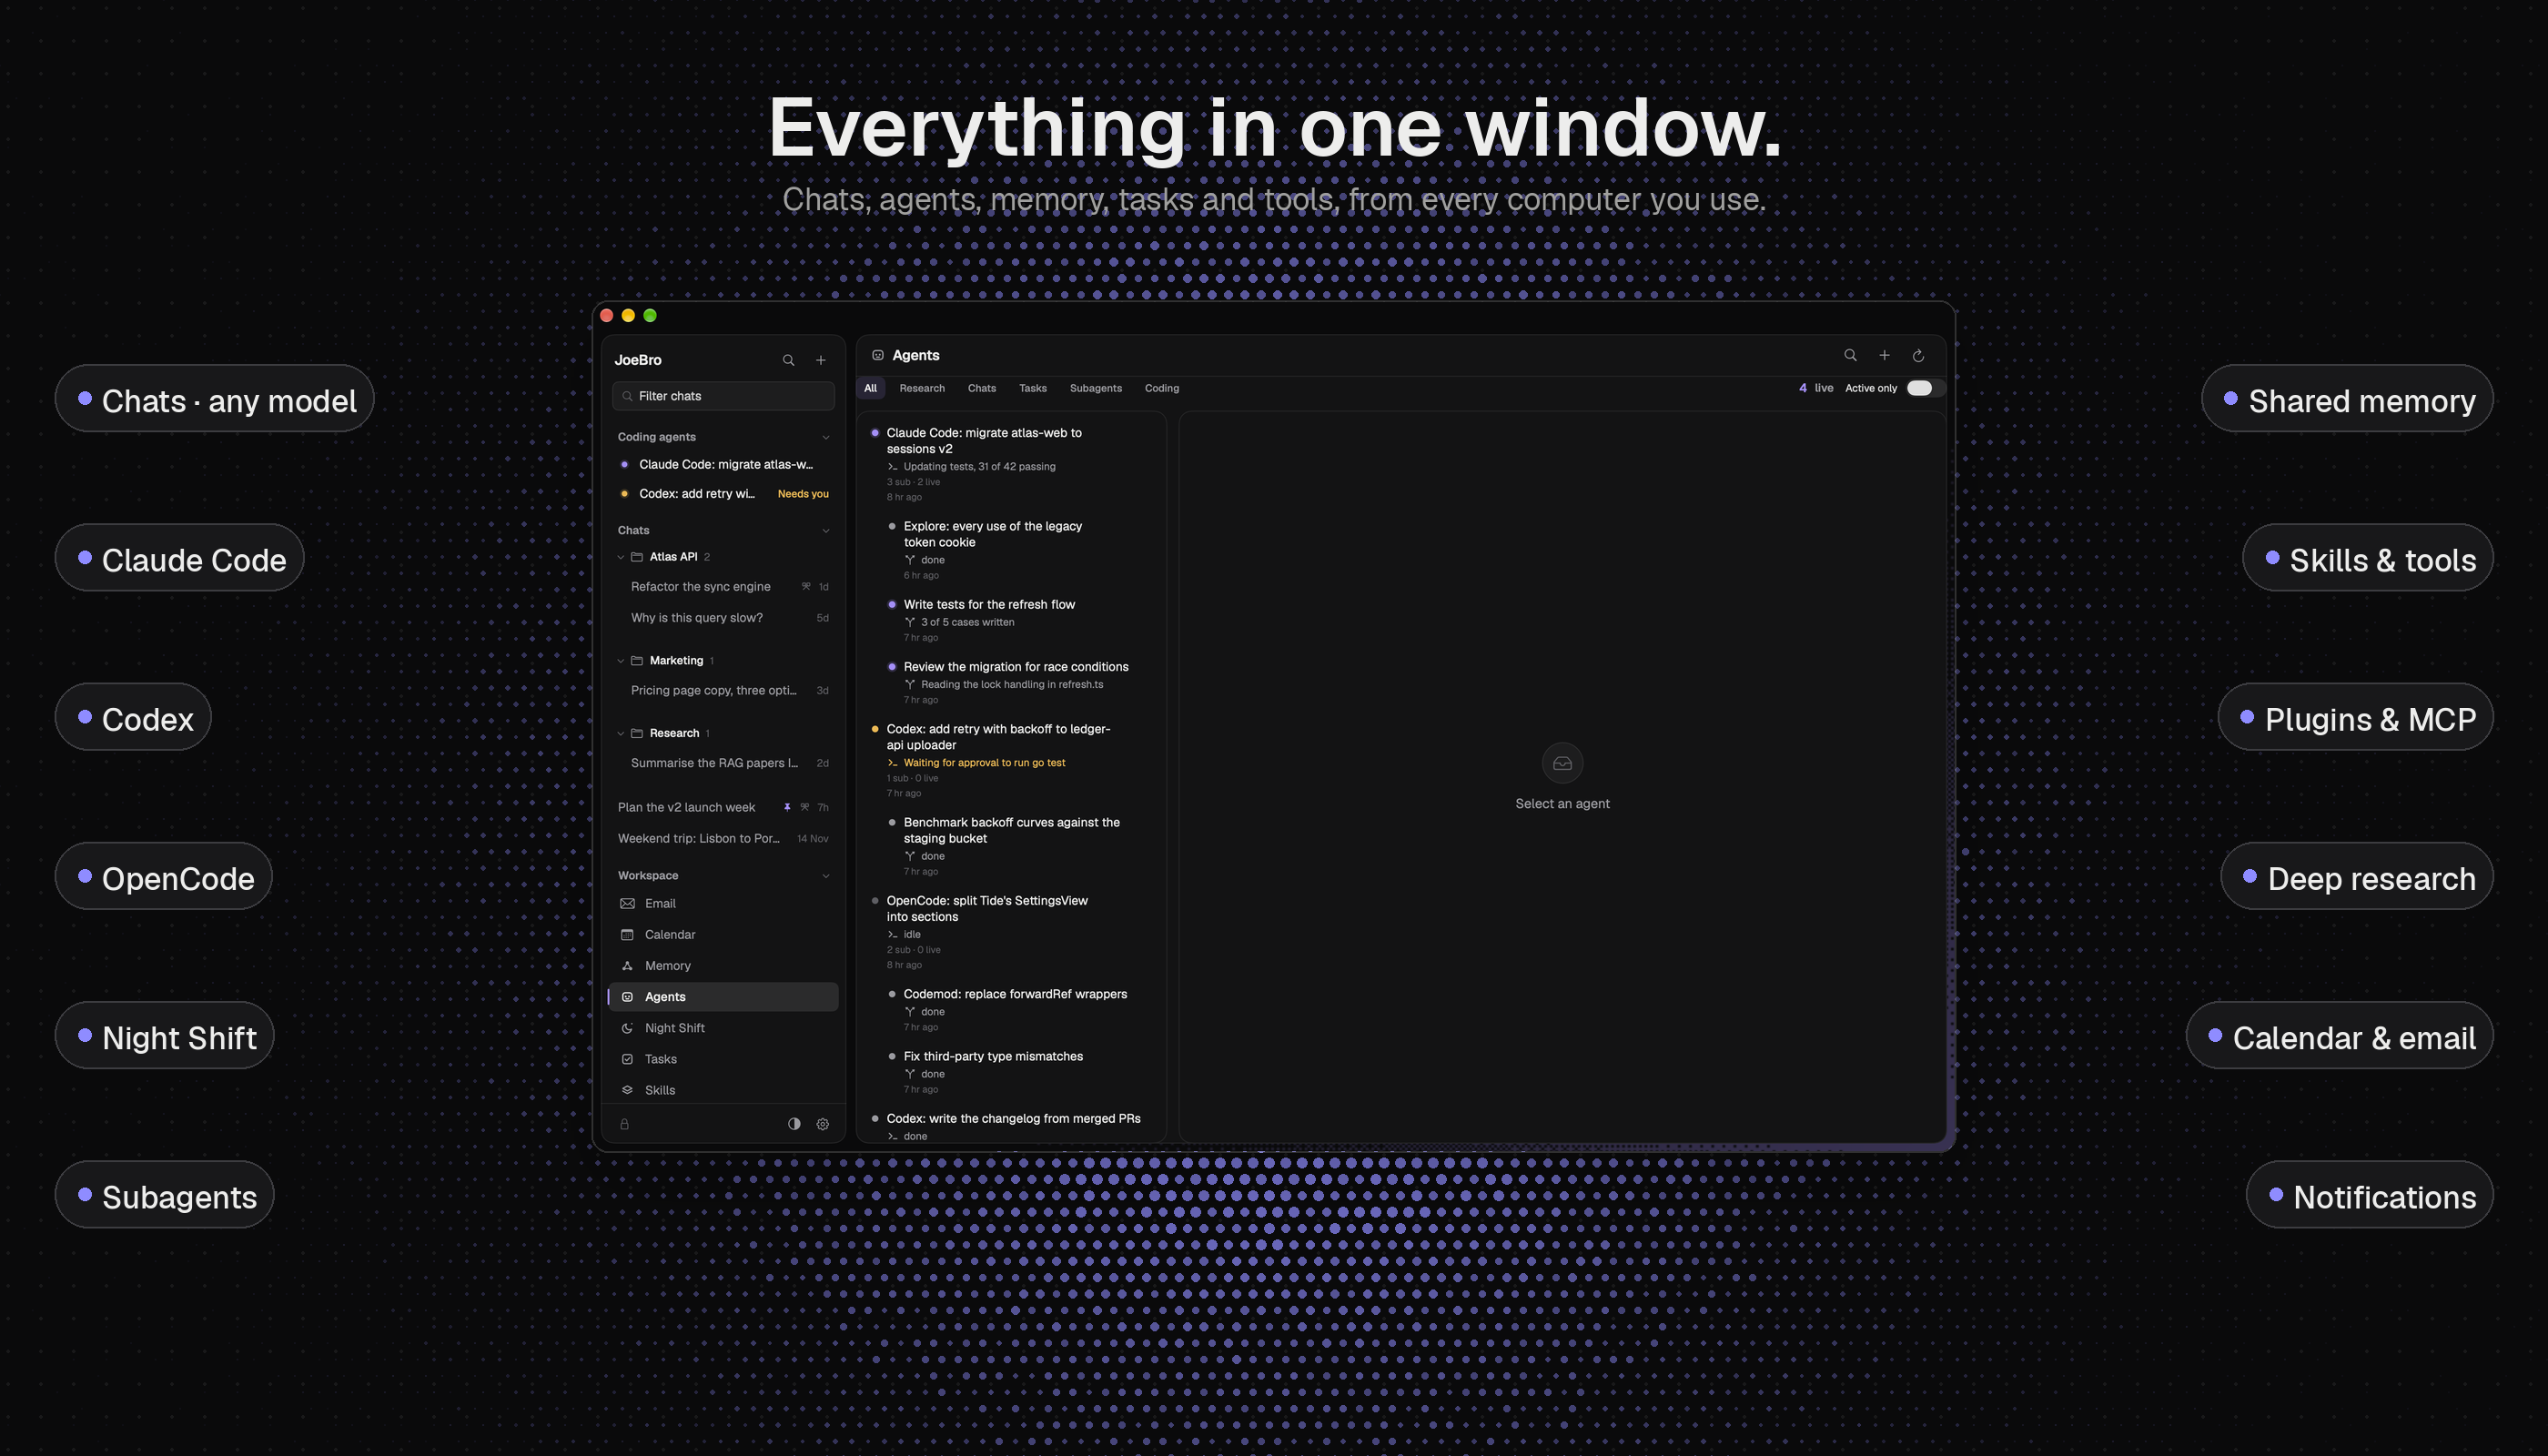 Everything in one window.
Chats, agents, memory, tasks and tools, from every computer you use.
Chats · any model
Claude Code
Codex
OpenCode
Night Shift
Subagents
JoeBro
Filter chats
Coding agents
Claude Code: migrate atlas-w…
Codex: add retry wi… Needs you
Chats
Atlas API 2
Refactor the sync engine 1d
Why is this query slow? 5d
Marketing 1
Pricing page copy, three opti… 3d
Research 1
Summarise the RAG papers I… 2d
Plan the v2 launch week 7h
Weekend trip: Lisbon to Por… 14 Nov
Workspace
Email
Calendar
Memory
Agents
Night Shift
Tasks
Skills
Agents
All Research Chats Tasks Subagents Coding
4 live Active only
Claude Code: migrate atlas-web to
sessions v2
Updating tests, 31 of 42 passing
3 sub · 2 live
8 hr ago
Explore: every use of the legacy
token cookie
done
6 hr ago
Write tests for the refresh flow
3 of 5 cases written
7 hr ago
Review the migration for race conditions
Reading the lock handling in refresh.ts
7 hr ago
Codex: add retry with backoff to ledger-
api uploader
Waiting for approval to run go test
1 sub · 0 live
7 hr ago
Benchmark backoff curves against the
staging bucket
done
7 hr ago
OpenCode: split Tide's SettingsView
into sections
idle
2 sub · 0 live
8 hr ago
Codemod: replace forwardRef wrappers
done
7 hr ago
Fix third-party type mismatches
done
7 hr ago
Codex: write the changelog from merged PRs
done
Select an agent
Shared memory
Skills & tools
Plugins & MCP
Deep research
Calendar & email
Notifications